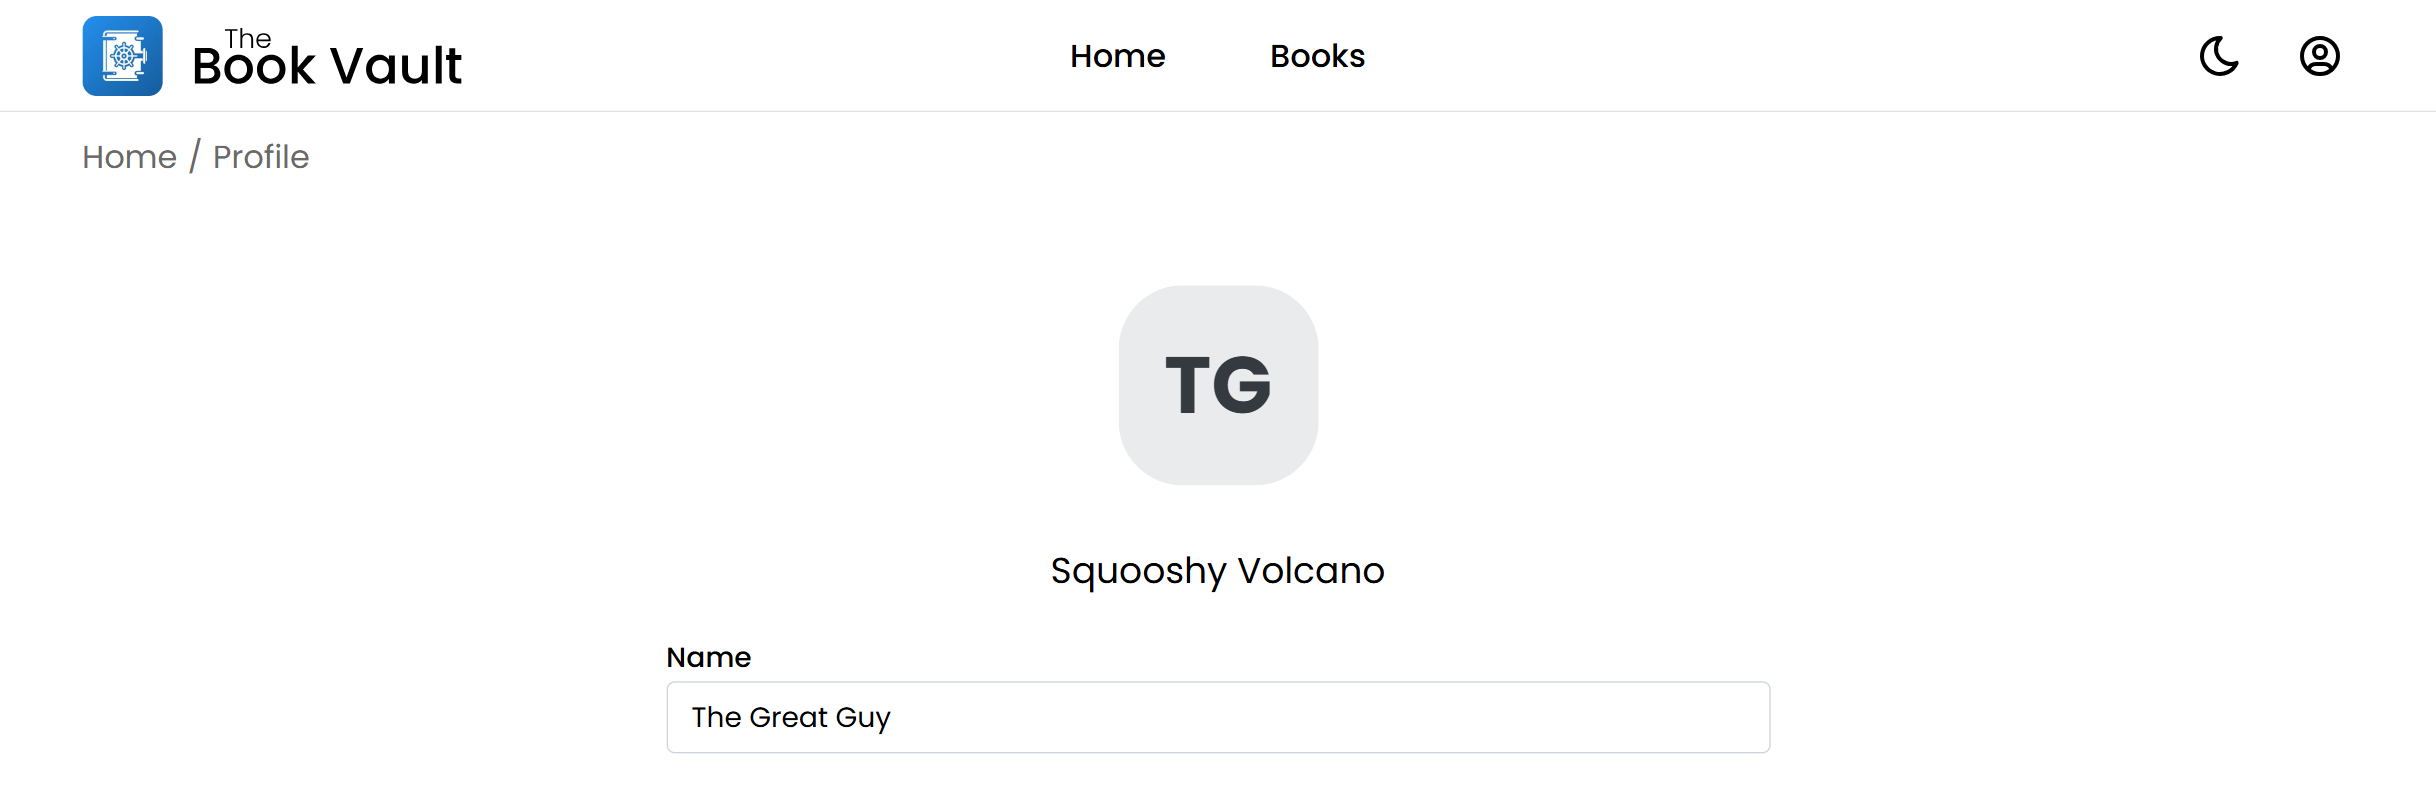 The
Book Vault
Home Books
Home / Profile
TG
Squooshy Volcano
Name
The Great Guy